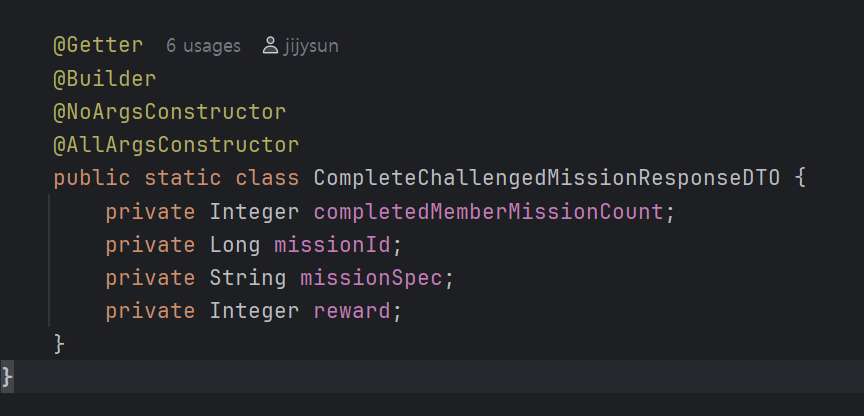 @Getter 6 usages jijysun
@Builder
@NoArgsConstructor
@AllArgsConstructor
public static class CompleteChallengedMissionResponseDTO {
private Integer completedMemberMissionCount;
private Long missionId;
private String missionSpec;
private Integer reward;
}
}